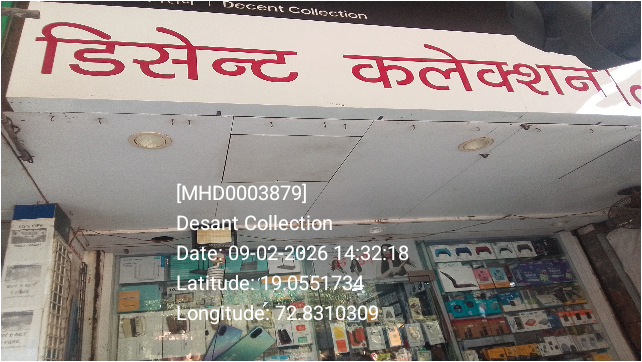 Decent Collection
डिसेन्ट कलेक्शन
[MHD0003879]
Desant Collection
Date: 09-02-2026 14:32:18
Latitude: 19.0551734
Longitude: 72.8310309